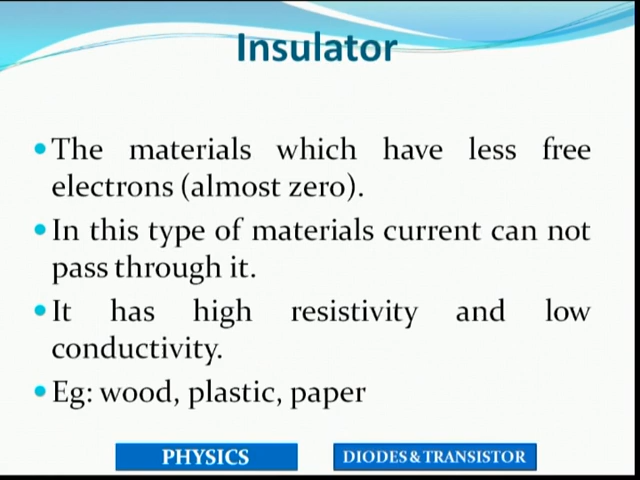 Insulator
The materials which have less free
electrons (almost zero).
In this type of materials current can not
pass through it.
It has high resistivity and low
conductivity.
Eg: wood, plastic, paper
PHYSICS
DIODES & TRANSISTOR